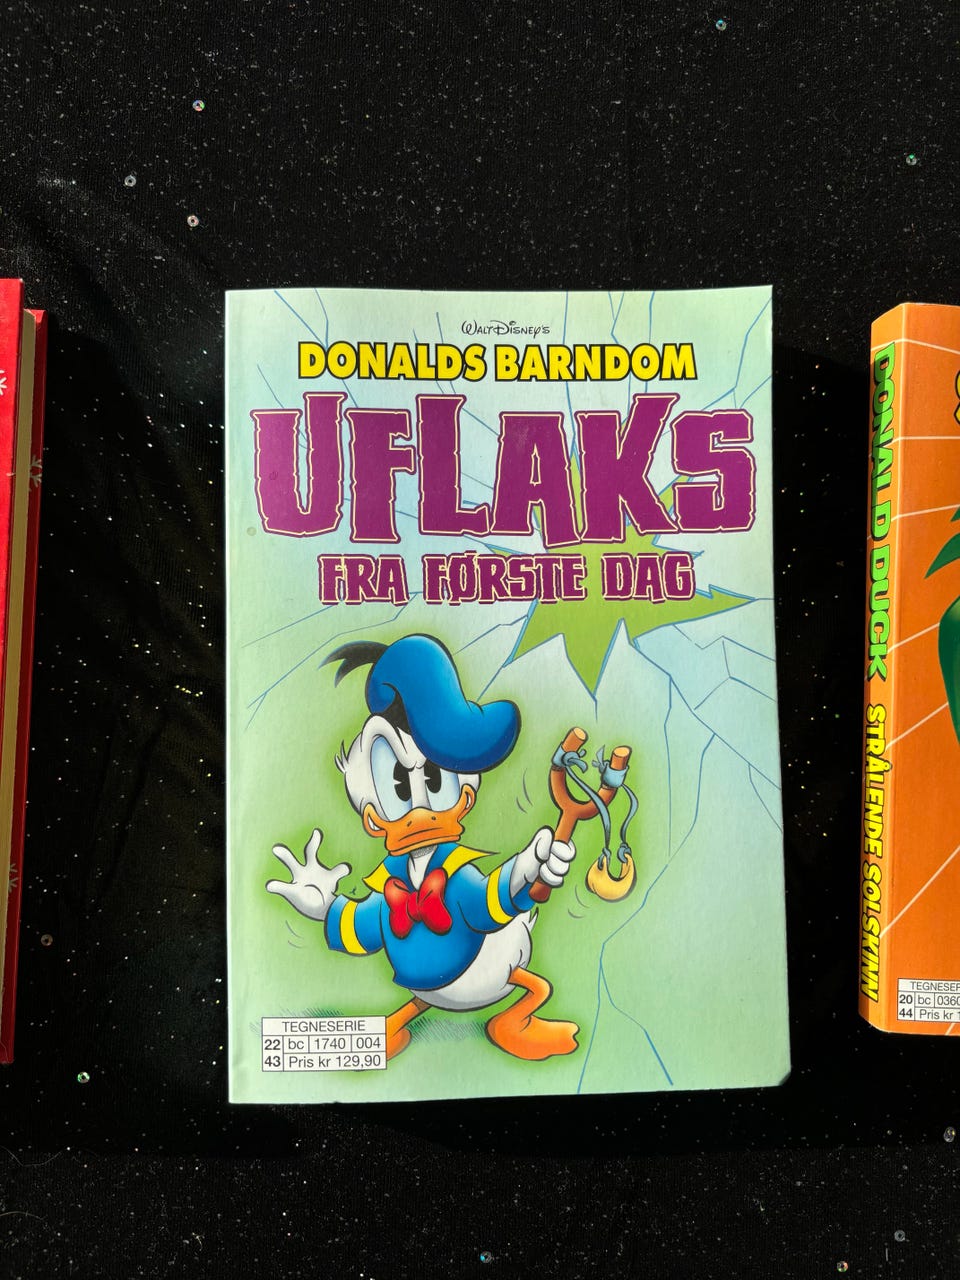 Walt Disney's
DONALDS BARNDOM
UFLAKS
FRA FØRSTE DAG
TEGNESERIE
22 bc 1740 004
43 Pris kr 129,90
DONALD DUCK STRÅLENDE SOLSKINN
20 bc
44 Pris kr